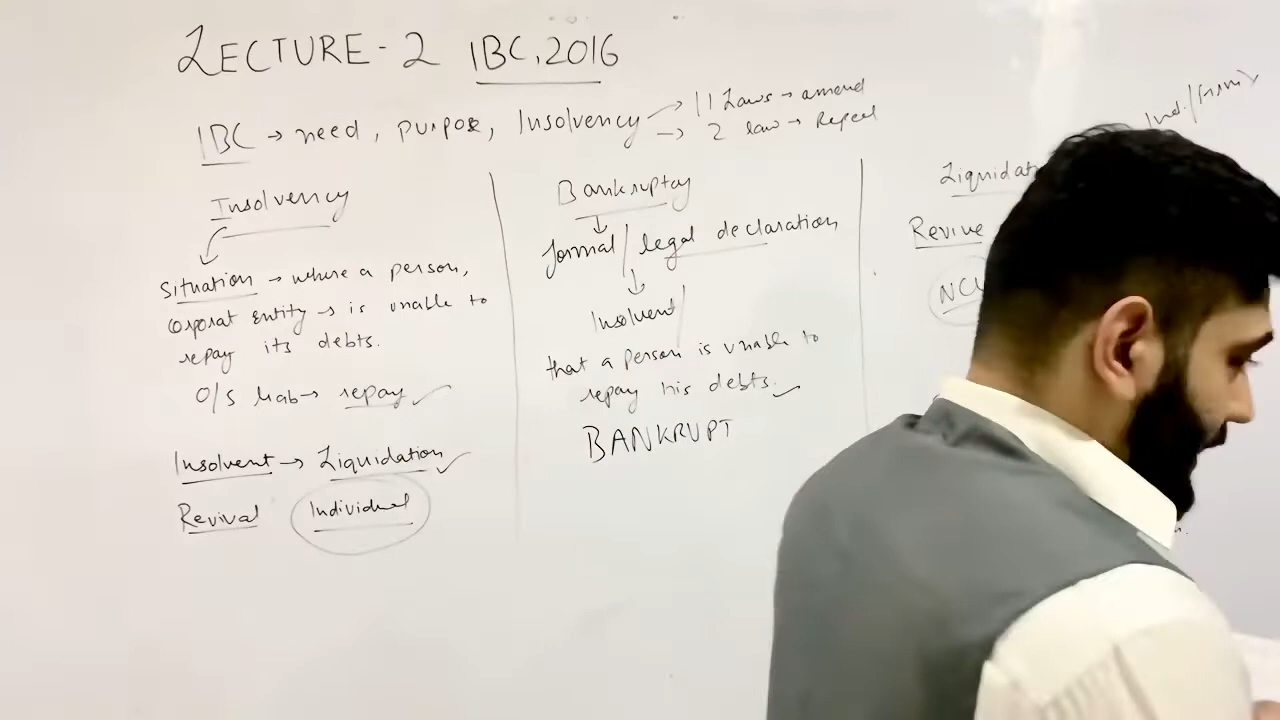 LECTURE - 2 IBC, 2016
IBC → need, purpose, Insolvency → 11 Laws → amend
→ 2 law → Repeal
Insolvency
Situation → where a person,
Coporat Entity → is unable to
repay its debts.
O/S liab → repay ✓
Insolvent → Liquidation ✓
Revival Individual
Bankruptcy
↓
formal / legal declaration
↓
Insolvent /
that a person is unable to
repay his debts. ✓
BANKRUPT
Ind. / firm
Liquidat
Revive
NCL